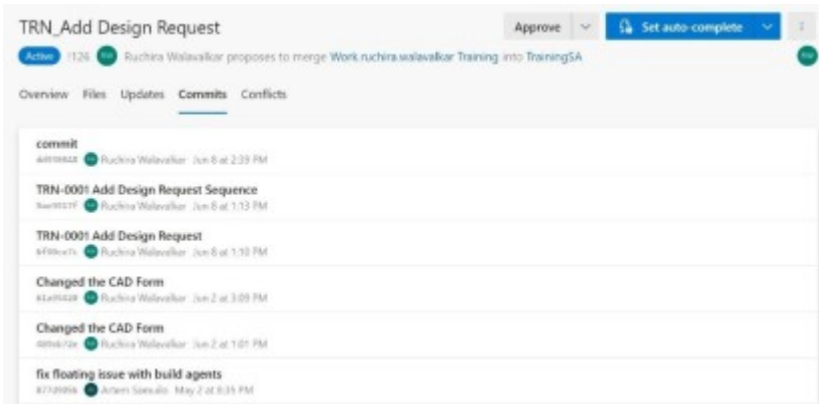 TRN_Add Design Request
Approve
Set auto-complete
Active !126 Ruchira Walavalkar proposes to merge Work.ruchira.walavalkar Training into TrainingSA
Overview Files Updates Commits Conflicts
commit
Ruchira Walavalkar Jun 8 at 2:39 PM
TRN-0001 Add Design Request Sequence
Ruchira Walavalkar Jun 8 at 1:13 PM
TRN-0001 Add Design Request
Ruchira Walavalkar Jun 8 at 1:10 PM
Changed the CAD Form
Ruchira Walavalkar Jun 2 at 3:09 PM
Changed the CAD Form
Ruchira Walavalkar Jun 2 at 1:01 PM
fix floating issue with build agents
Artem May 2 at 8:35 PM